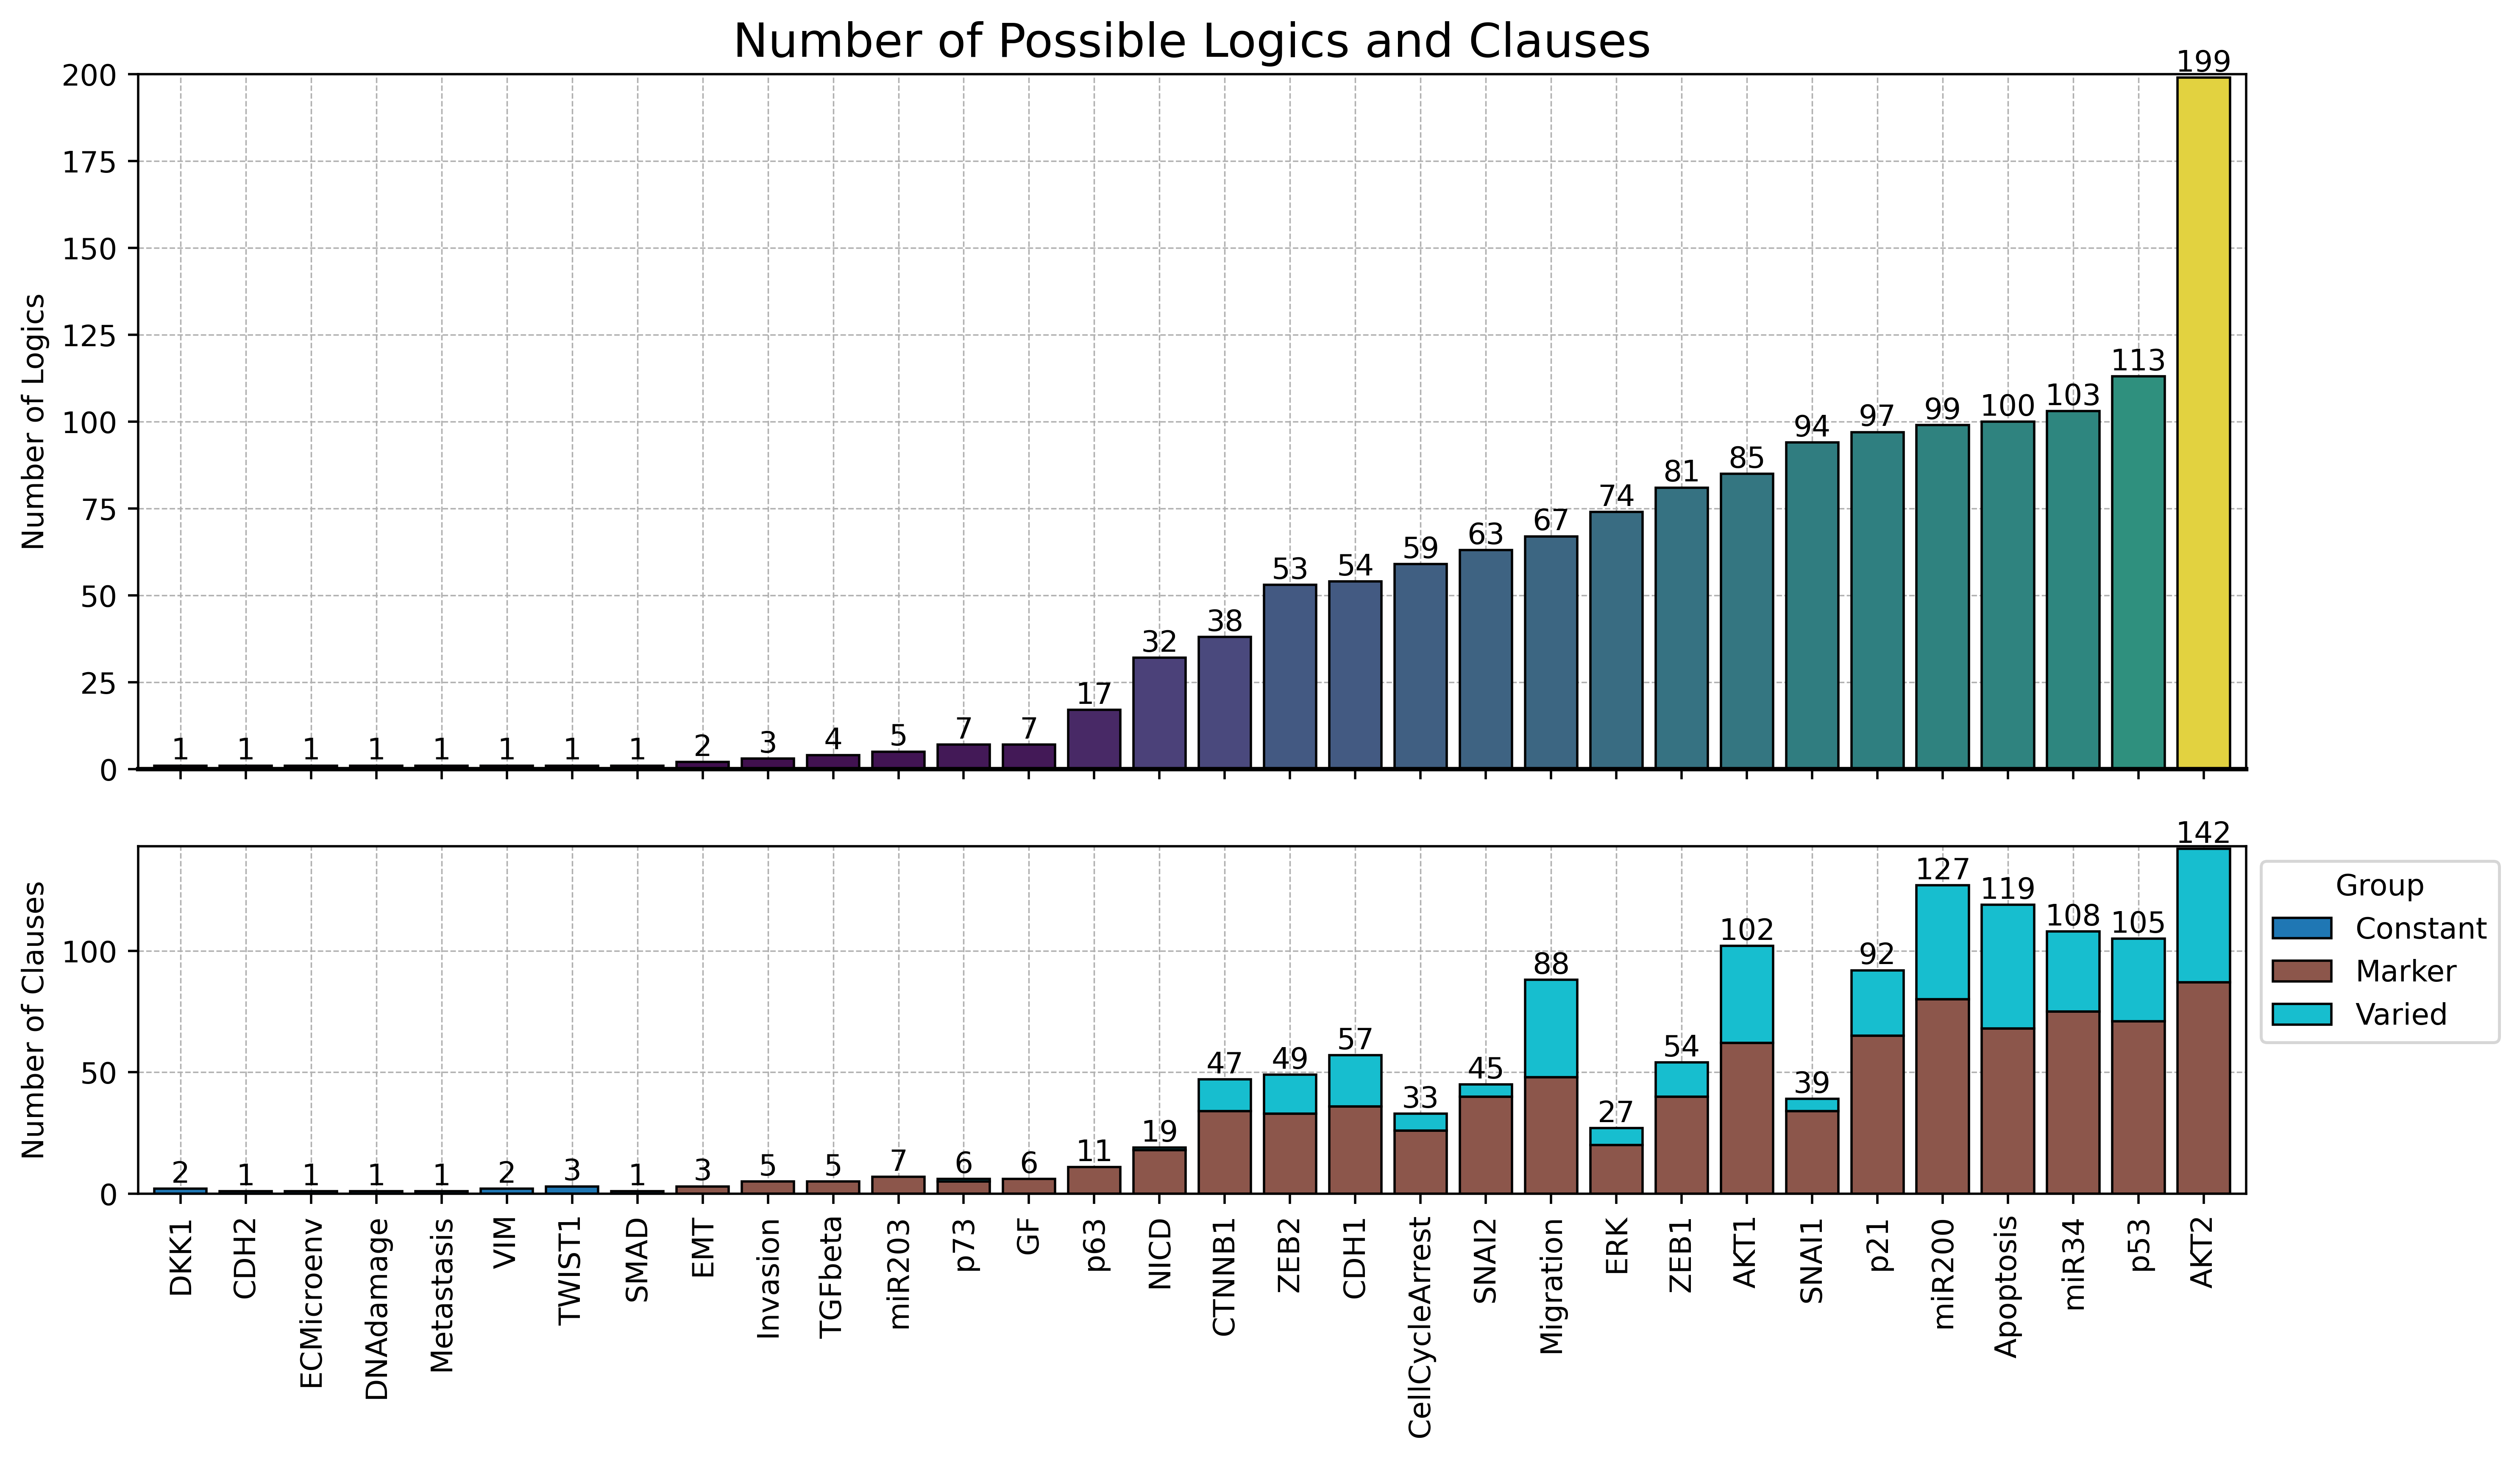 Number of Possible Logics and Clauses
Number of Logics
200
175
150
125
100
75
50
25
0
1 1 1 1 1 1 1 1 2 3 4 5 7 7 17 32 38 53 54 59 63 67 74 81 85 94 97 99 100 103 113 199
Number of Clauses
100
50
0
2 1 1 1 1 2 3 1 3 5 5 7 6 6 11 19 47 49 57 33 45 88 27 54 102 39 92 127 119 108 105 142
DKK1
CDH2
ECMicroenv
DNAdamage
Metastasis
VIM
TWIST1
SMAD
EMT
Invasion
TGFbeta
miR203
p73
GF
p63
NICD
CTNNB1
ZEB2
CDH1
CellCycleArrest
SNAI2
Migration
ERK
ZEB1
AKT1
SNAI1
p21
miR200
Apoptosis
miR34
p53
AKT2
Group
Constant
Marker
Varied